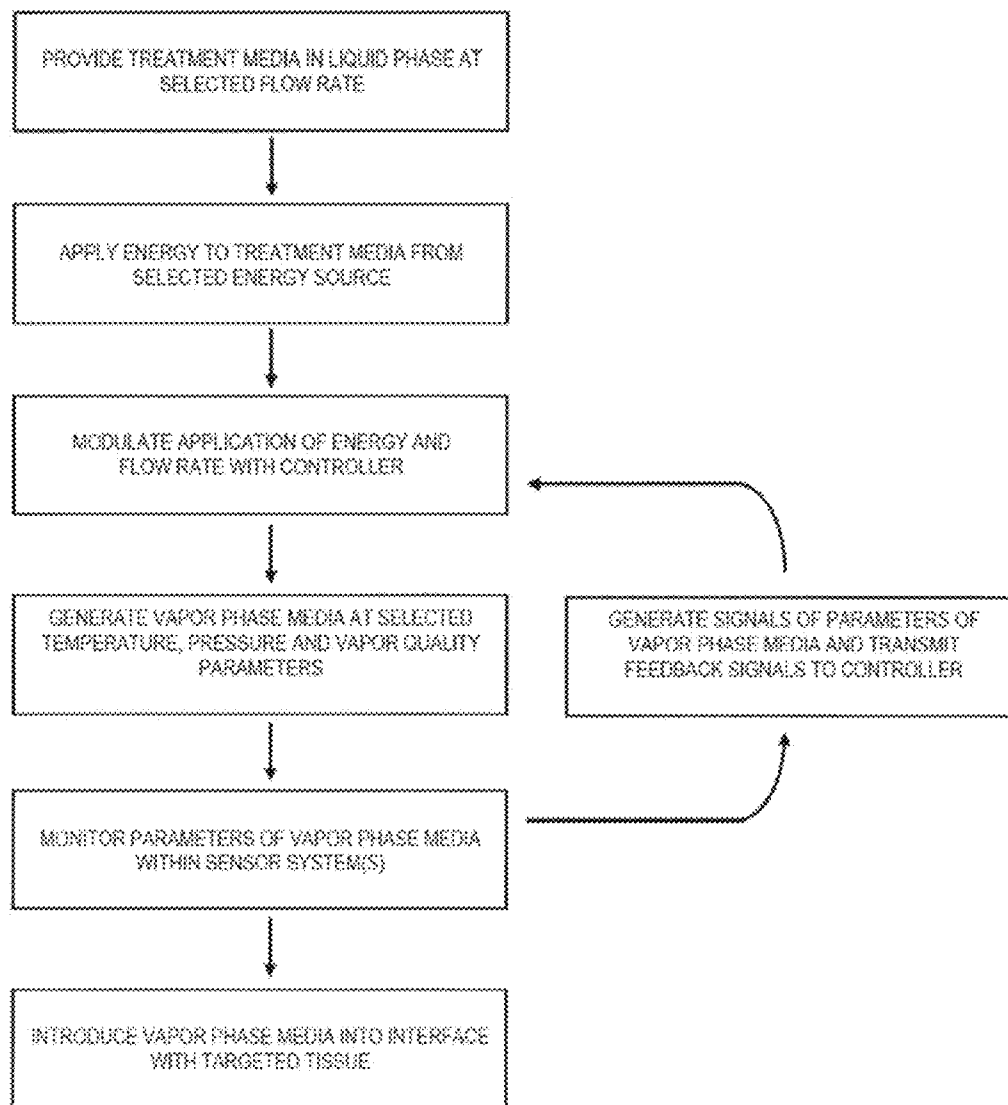 PROVIDE TREATMENT MEDIA IN LIQUID PHASE AT
SELECTED FLOW RATE
APPLY ENERGY TO TREATMENT MEDIA FROM
SELECTED ENERGY SOURCE
MODULATE APPLICATION OF ENERGY AND
FLOW RATE WITH CONTROLLER
GENERATE VAPOR PHASE MEDIA AT SELECTED
TEMPERATURE, PRESSURE AND VAPOR QUALITY
PARAMETERS
GENERATE SIGNALS OF PARAMETERS OF
VAPOR PHASE MEDIA AND TRANSMIT
FEEDBACK SIGNALS TO CONTROLLER
MONITOR PARAMETERS OF VAPOR PHASE MEDIA
WITHIN SENSOR SYSTEM(S)
INTRODUCE VAPOR PHASE MEDIA INTO INTERFACE
WITH TARGETED TISSUE